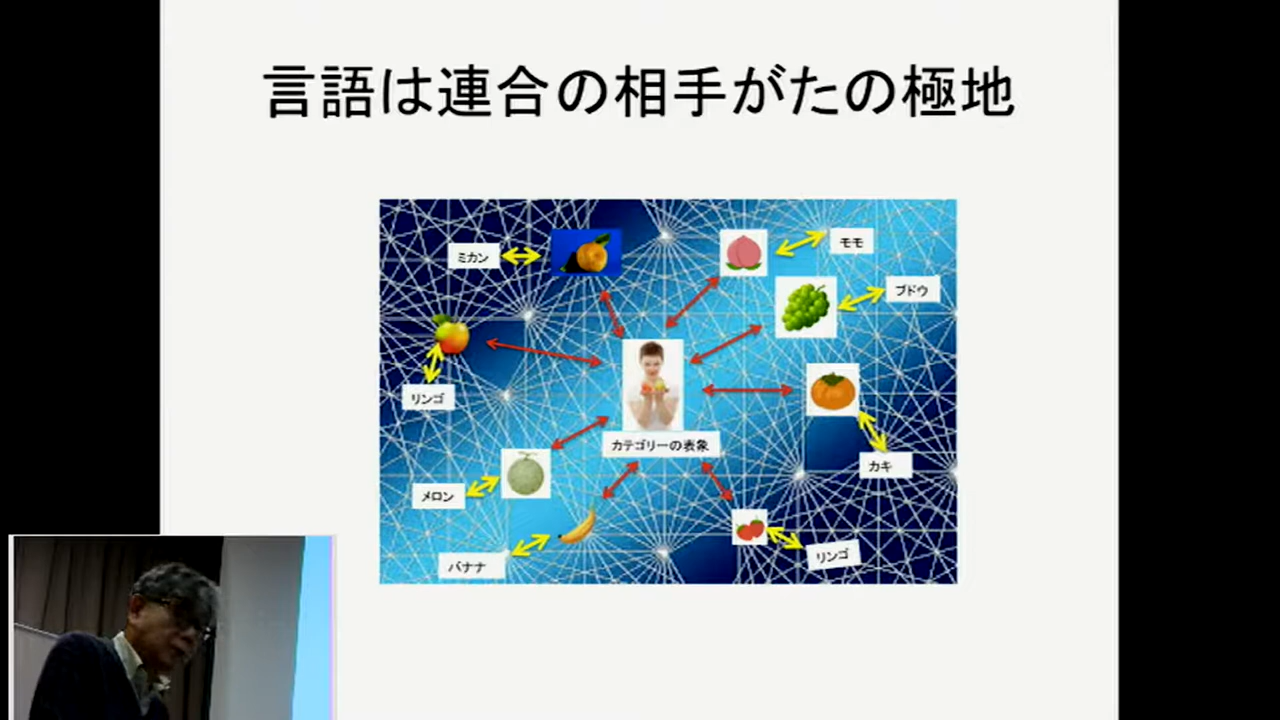 言語は連合の相手がたの極地
ミカン
モモ
ブドウ
リンゴ
カテゴリーの表象
カキ
メロン
バナナ
リンゴ